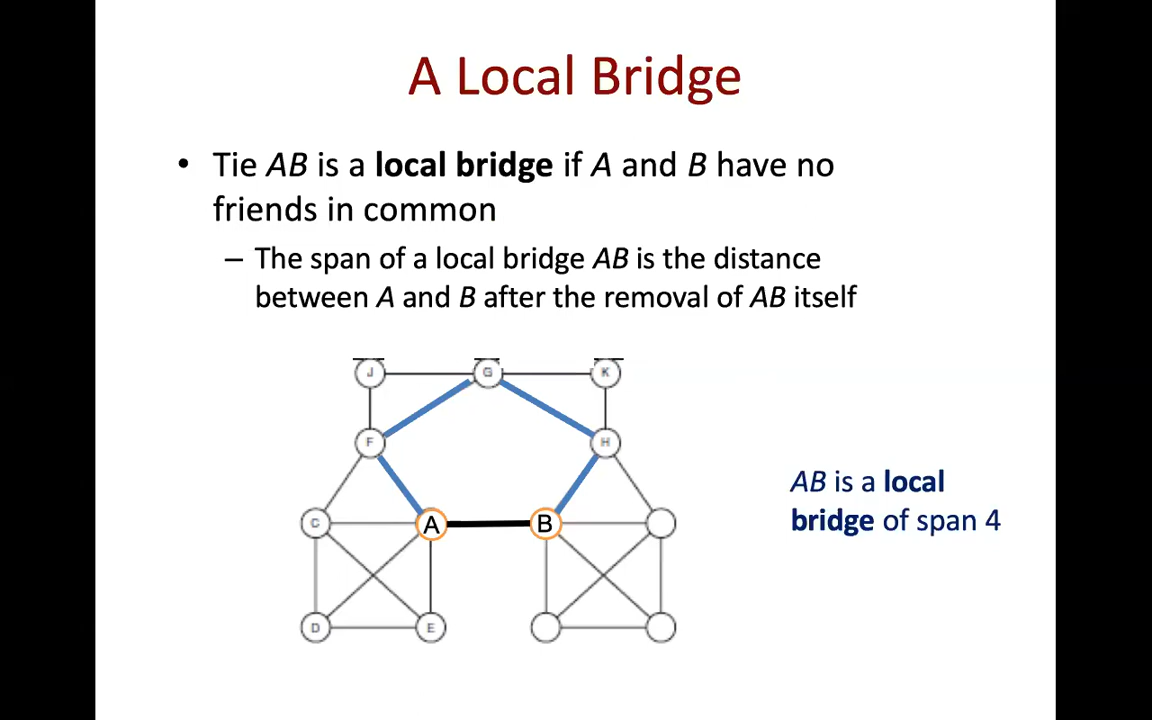 A Local Bridge
• Tie AB is a local bridge if A and B have no
friends in common
– The span of a local bridge AB is the distance
between A and B after the removal of AB itself
J G K
F H
AB is a local
bridge of span 4
C A B
D E